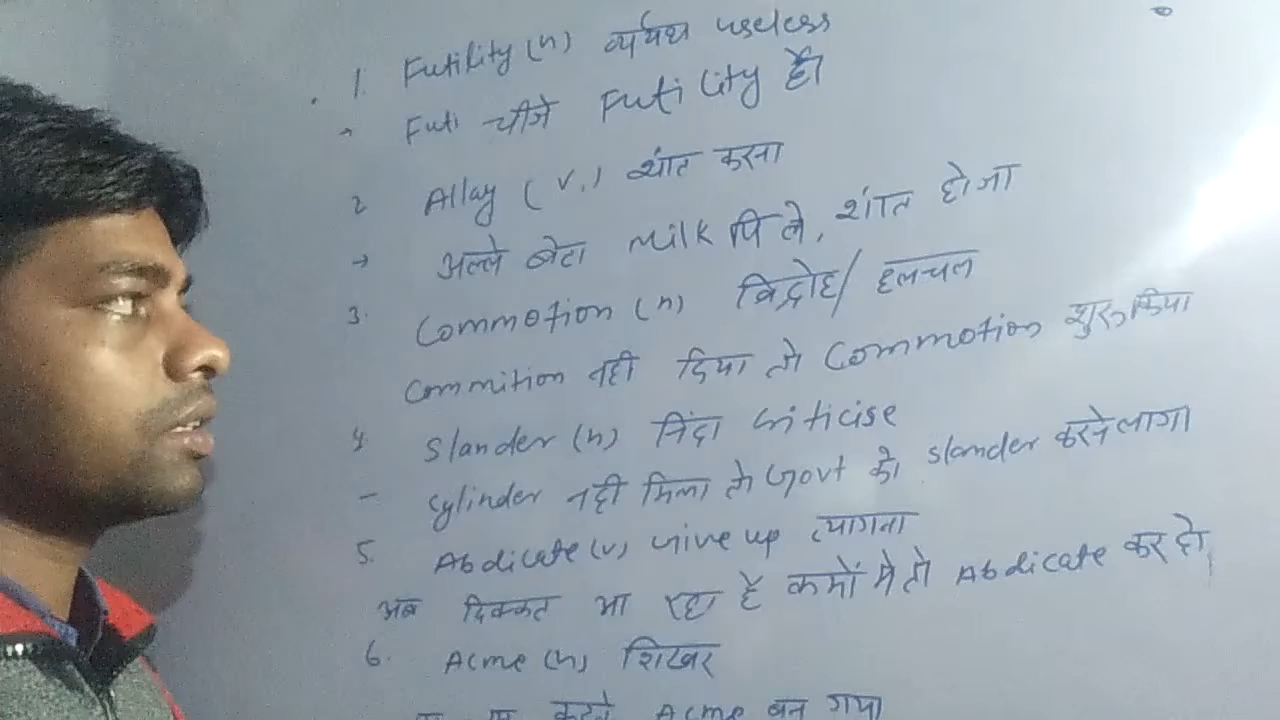 1. Futility (n) व्यर्यथ useless
Futi चीजे Futility है।
2 Allay (v.) शांत करना
→ अल्ले बेटा milk पि ले, शांत हो जा
3. Commotion (n) विद्रोह/ हलचल
Commition नही दिया तो Commotion शुरु किया
4 Slander (n) निंदा Criticise
- Cylinder नही मिला तो Govt को slander करने लागा
5. Abdicate (v) Give up त्यागना
अब दिक्कत आ रहा है कामों मे तो Abdicate कर दो
6. Acme (n) शिखर
करते Acme बन गया